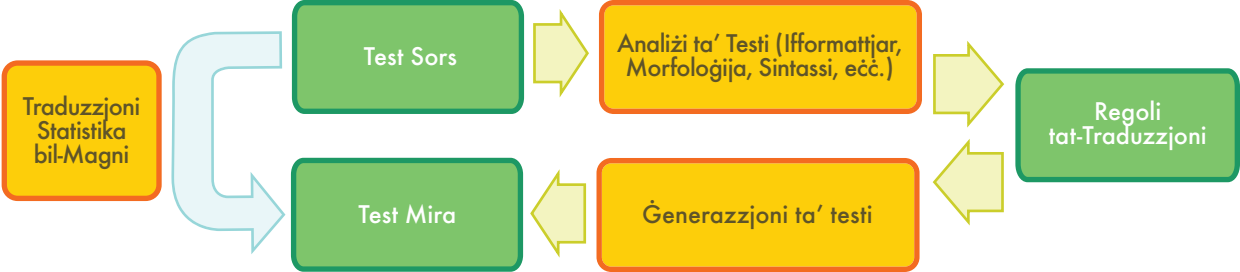 Traduzzjoni
Statistika
bil-Magni
Test Sors
Analiżi ta’ Testi (Ifformattjar,
Morfoloġija, Sintassi, eċċ.)
Regoli
tat-Traduzzjoni
Test Mira
Ġenerazzjoni ta’ testi